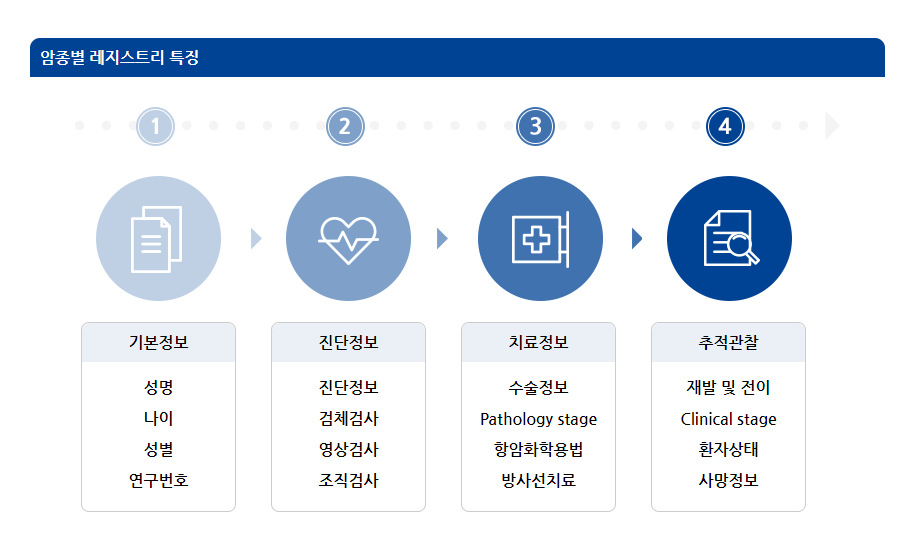 암종별 레지스트리 특징
1
2
3
4
기본정보
성명
나이
성별
연구번호
진단정보
진단정보
검체검사
영상검사
조직검사
치료정보
수술정보
Pathology stage
항암화학용법
방사선치료
추적관찰
재발 및 전이
Clinical stage
환자상태
사망정보